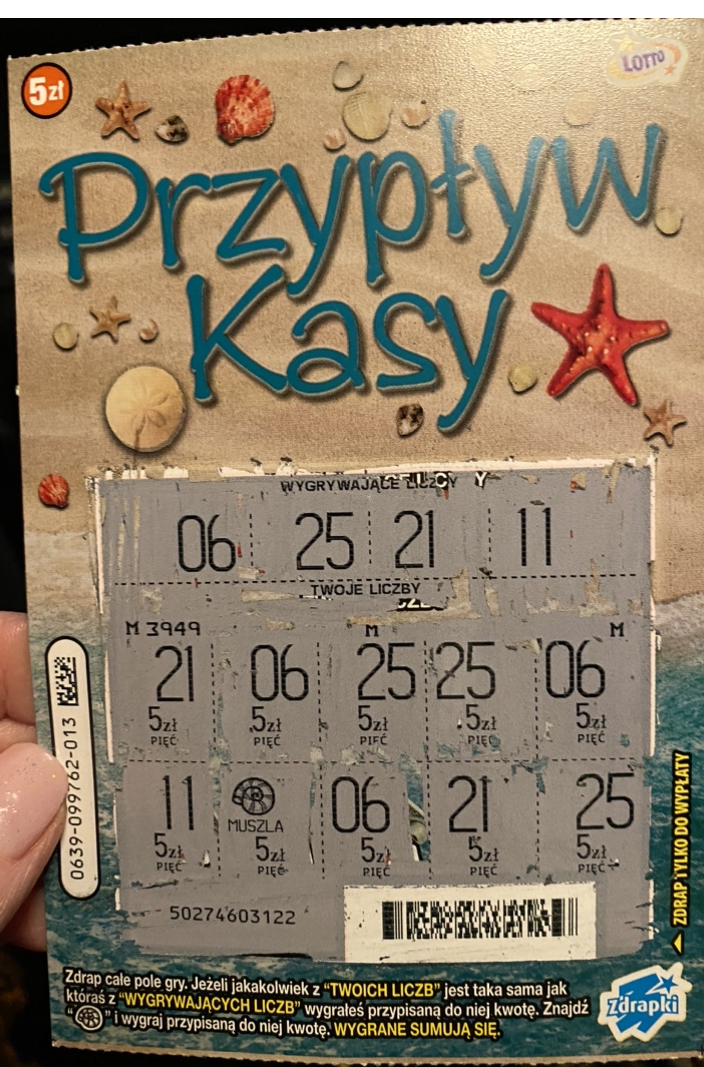 5zł
LOTTO
Przypływ
Kasy
WYGRYWAJĄCE LICZBY
06 25 21 11
TWOJE LICZBY
M 3949 M M
21 06 25 25 06
5zł 5zł 5zł 5zł 5zł
PIĘĆ PIĘĆ PIĘĆ PIĘĆ PIĘĆ
11 MUSZLA 06 21 25
5zł 5zł 5zł 5zł 5zł
PIĘĆ PIĘĆ PIĘĆ PIĘĆ PIĘĆ
50274603122
0639-099762-013
ZDRAP TYLKO DO WYPŁATY
Zdrap całe pole gry. Jeżeli jakakolwiek z “TWOICH LICZB” jest taka sama jak
któraś z “WYGRYWAJĄCYCH LICZB” wygrałeś przypisaną do niej kwotę. Znajdź
“ ” i wygraj przypisaną do niej kwotę. WYGRANE SUMUJĄ SIĘ.
Zdrapki